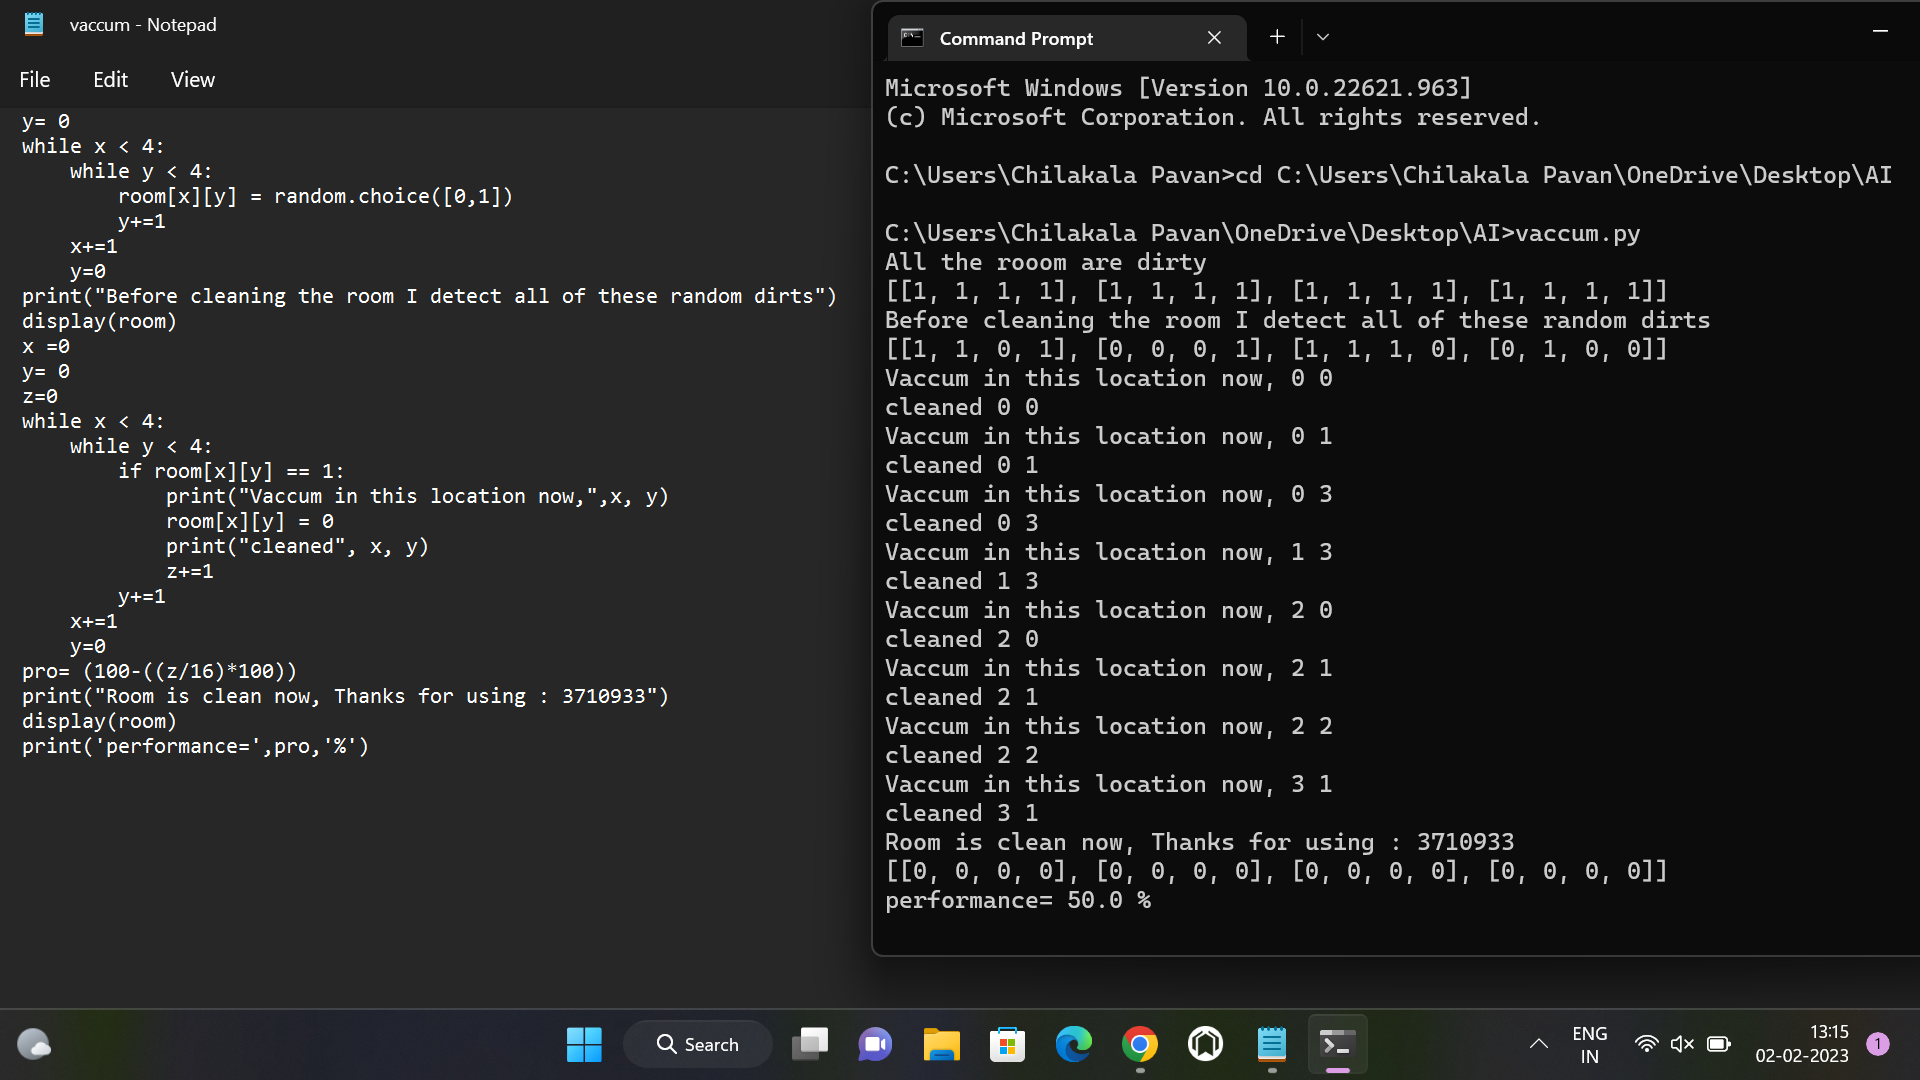 vaccum - Notepad
File Edit View
y= 0
while x < 4:
    while y < 4:
        room[x][y] = random.choice([0,1])
        y+=1
    x+=1
    y=0
print("Before cleaning the room I detect all of these random dirts")
display(room)
x =0
y= 0
z=0
while x < 4:
    while y < 4:
        if room[x][y] == 1:
            print("Vaccum in this location now,",x, y)
            room[x][y] = 0
            print("cleaned", x, y)
            z+=1
        y+=1
    x+=1
    y=0
pro= (100-((z/16)*100))
print("Room is clean now, Thanks for using : 3710933")
display(room)
print('performance=',pro,'%')
Command Prompt
Microsoft Windows [Version 10.0.22621.963]
(c) Microsoft Corporation. All rights reserved.
C:\Users\Chilakala Pavan>cd C:\Users\Chilakala Pavan\OneDrive\Desktop\AI
C:\Users\Chilakala Pavan\OneDrive\Desktop\AI>vaccum.py
All the rooom are dirty
[[1, 1, 1, 1], [1, 1, 1, 1], [1, 1, 1, 1], [1, 1, 1, 1]]
Before cleaning the room I detect all of these random dirts
[[1, 1, 0, 1], [0, 0, 0, 1], [1, 1, 1, 0], [0, 1, 0, 0]]
Vaccum in this location now, 0 0
cleaned 0 0
Vaccum in this location now, 0 1
cleaned 0 1
Vaccum in this location now, 0 3
cleaned 0 3
Vaccum in this location now, 1 3
cleaned 1 3
Vaccum in this location now, 2 0
cleaned 2 0
Vaccum in this location now, 2 1
cleaned 2 1
Vaccum in this location now, 2 2
cleaned 2 2
Vaccum in this location now, 3 1
cleaned 3 1
Room is clean now, Thanks for using : 3710933
[[0, 0, 0, 0], [0, 0, 0, 0], [0, 0, 0, 0], [0, 0, 0, 0]]
performance= 50.0 %
Search
ENG
IN
13:15
02-02-2023
1